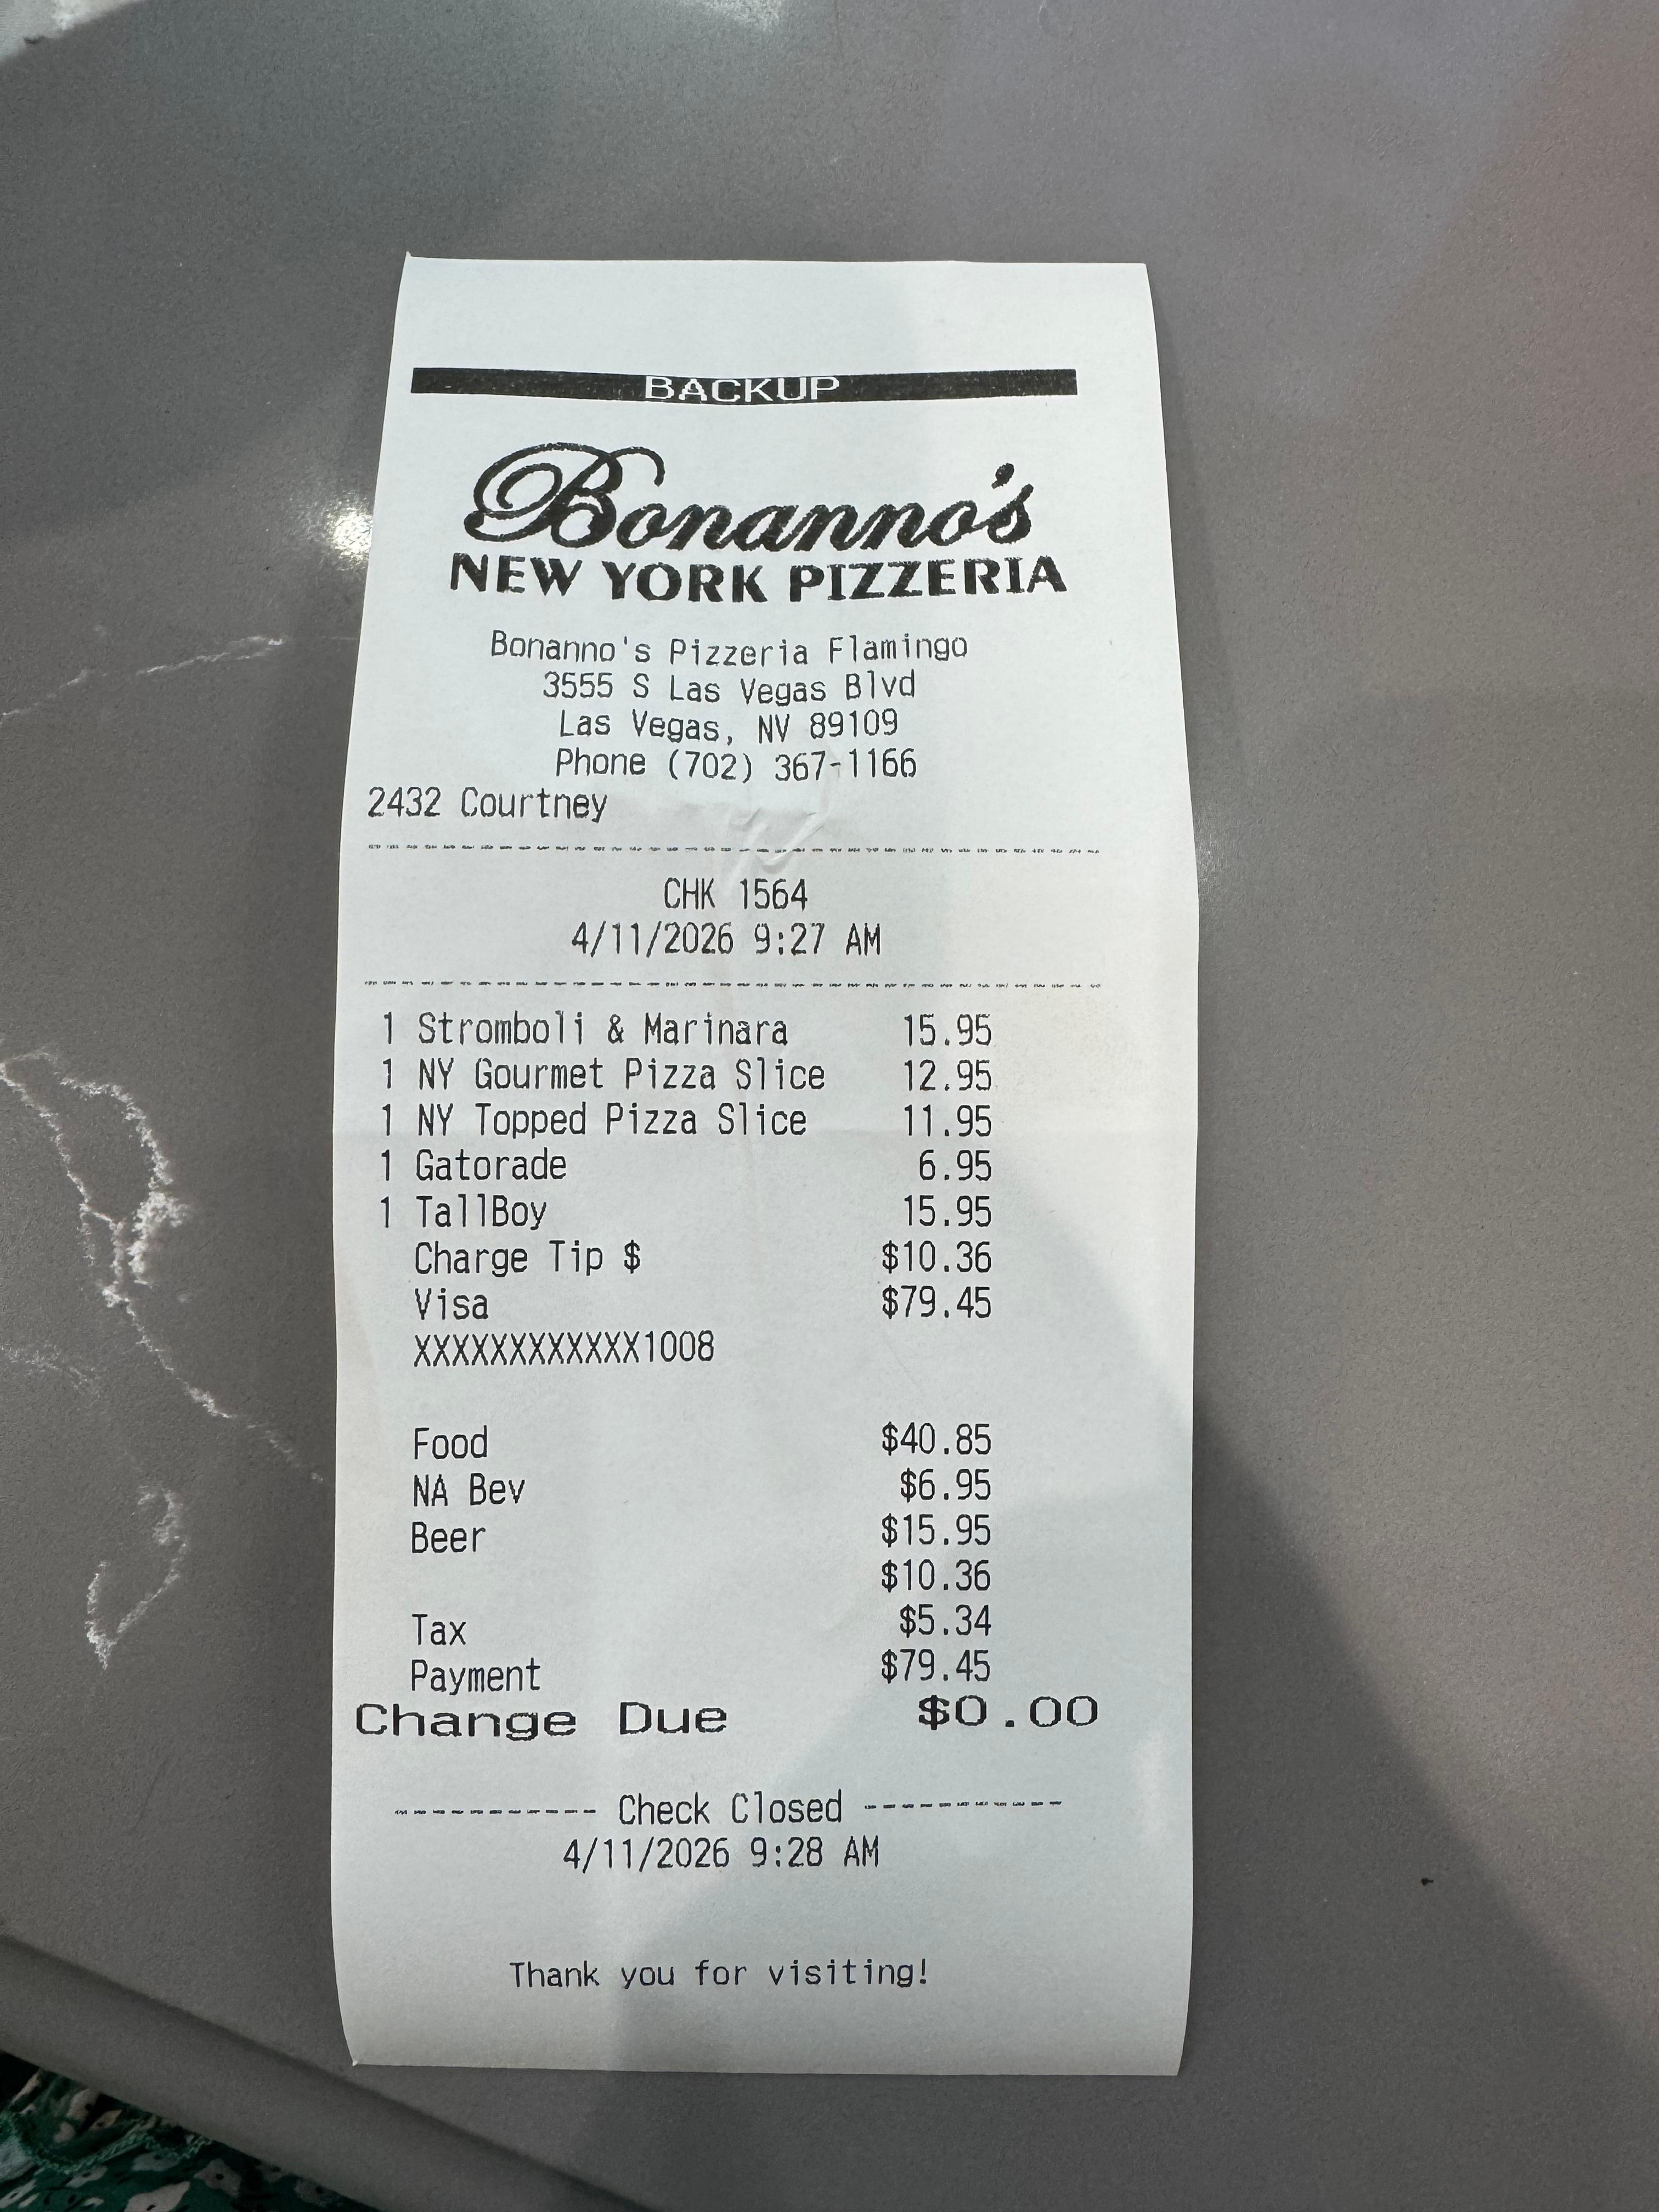 BACKUP
Bonanno's
NEW YORK PIZZERIA
Bonanno's Pizzeria Flamingo
3555 S Las Vegas Blvd
Las Vegas, NV 89109
Phone (702) 367-1166
2432 Courtney
CHK 1564
4/11/2026 9:27 AM
1 Stromboli & Marinara 15.95
1 NY Gourmet Pizza Slice 12.95
1 NY Topped Pizza Slice 11.95
1 Gatorade 6.95
1 TallBoy 15.95
Charge Tip $ $10.36
Visa $79.45
XXXXXXXXXXXX1008
Food $40.85
NA Bev $6.95
Beer $15.95
$10.36
Tax $5.34
Payment $79.45
Change Due $0.00
----------- Check Closed -----------
4/11/2026 9:28 AM
Thank you for visiting!